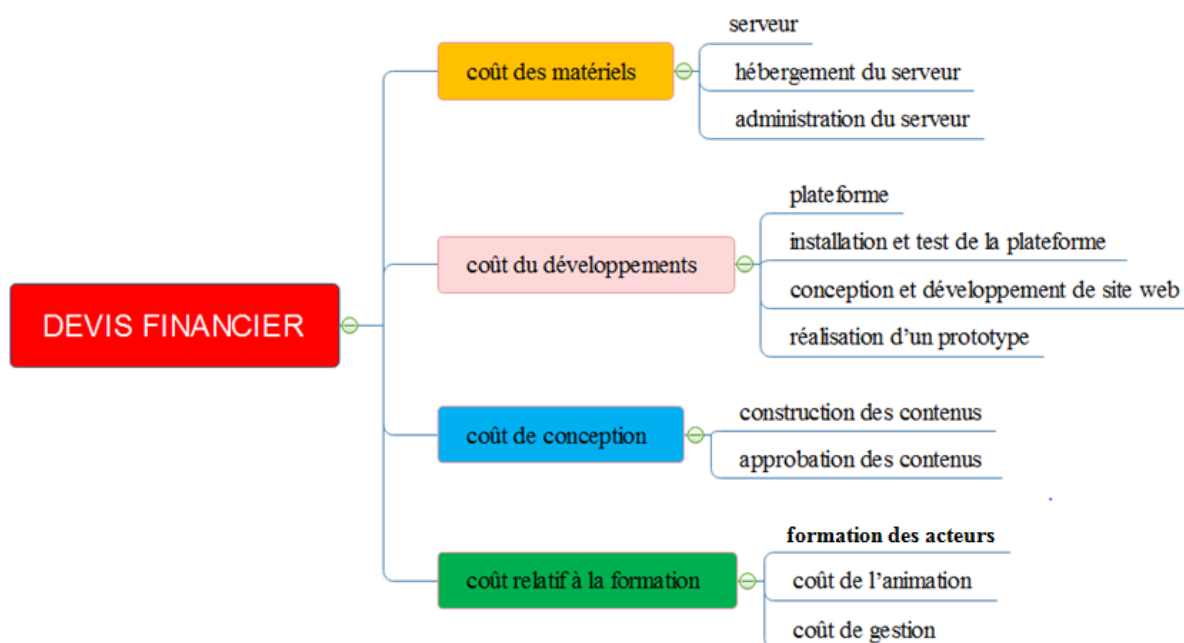 DEVIS FINANCIER
coût des matériels
serveur
hébergement du serveur
administration du serveur
coût du développements
plateforme
installation et test de la plateforme
conception et développement de site web
réalisation d’un prototype
coût de conception
construction des contenus
approbation des contenus
coût relatif à la formation
formation des acteurs
coût de l’animation
coût de gestion